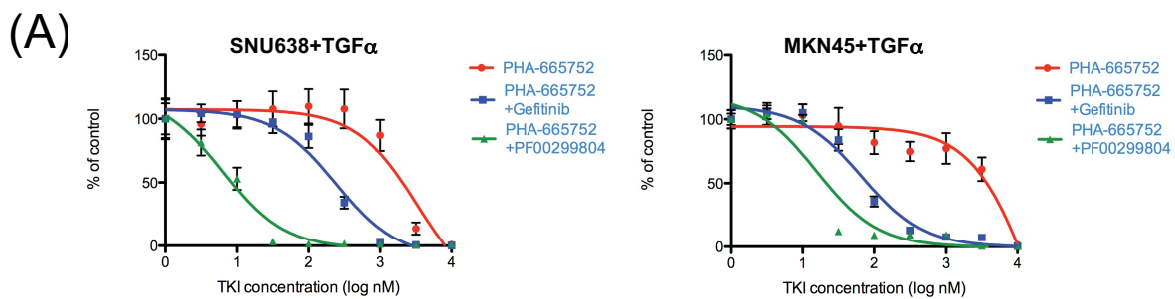 (A)
SNU638+TGFα
150
100
50
0
% of control
0 1 2 3 4
TKI concentration (log nM)
PHA-665752
PHA-665752
+Gefitinib
PHA-665752
+PF00299804
MKN45+TGFα
150
100
50
0
% of control
0 1 2 3 4
TKI concentration (log nM)
PHA-665752
PHA-665752
+Gefitinib
PHA-665752
+PF00299804